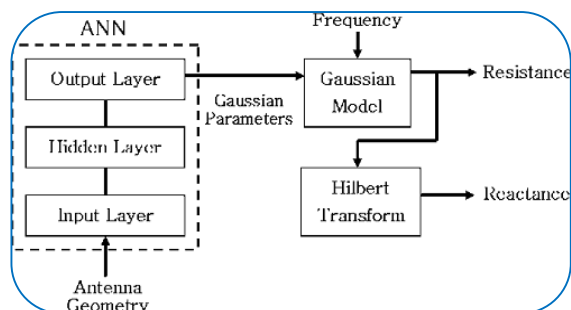 ANN
Frequency
Output Layer
Gaussian
Model
Resistance
Gaussian
Parameters
Hidden Layer
Hilbert
Transform
Reactance
Input Layer
Antenna
Geometry